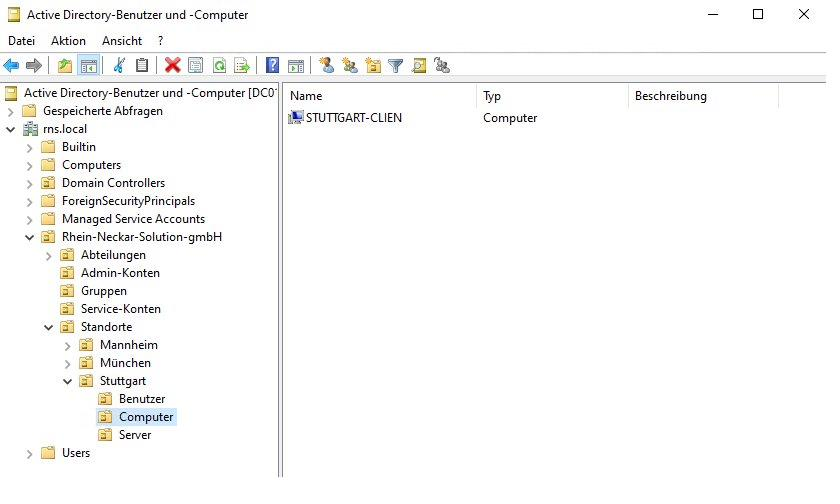 Active Directory-Benutzer und -Computer
Datei Aktion Ansicht ?
Active Directory-Benutzer und -Computer [DC01
Name Typ Beschreibung
Gespeicherte Abfragen
STUTTGART-CLIEN Computer
rns.local
Builtin
Computers
Domain Controllers
ForeignSecurityPrincipals
Managed Service Accounts
Rhein-Neckar-Solution-gmbH
Abteilungen
Admin-Konten
Gruppen
Service-Konten
Standorte
Mannheim
München
Stuttgart
Benutzer
Computer
Server
Users